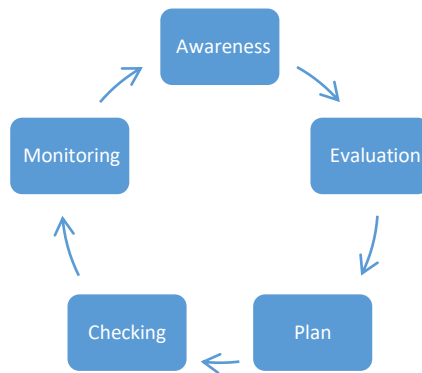 Awareness
Evaluation
Plan
Checking
Monitoring